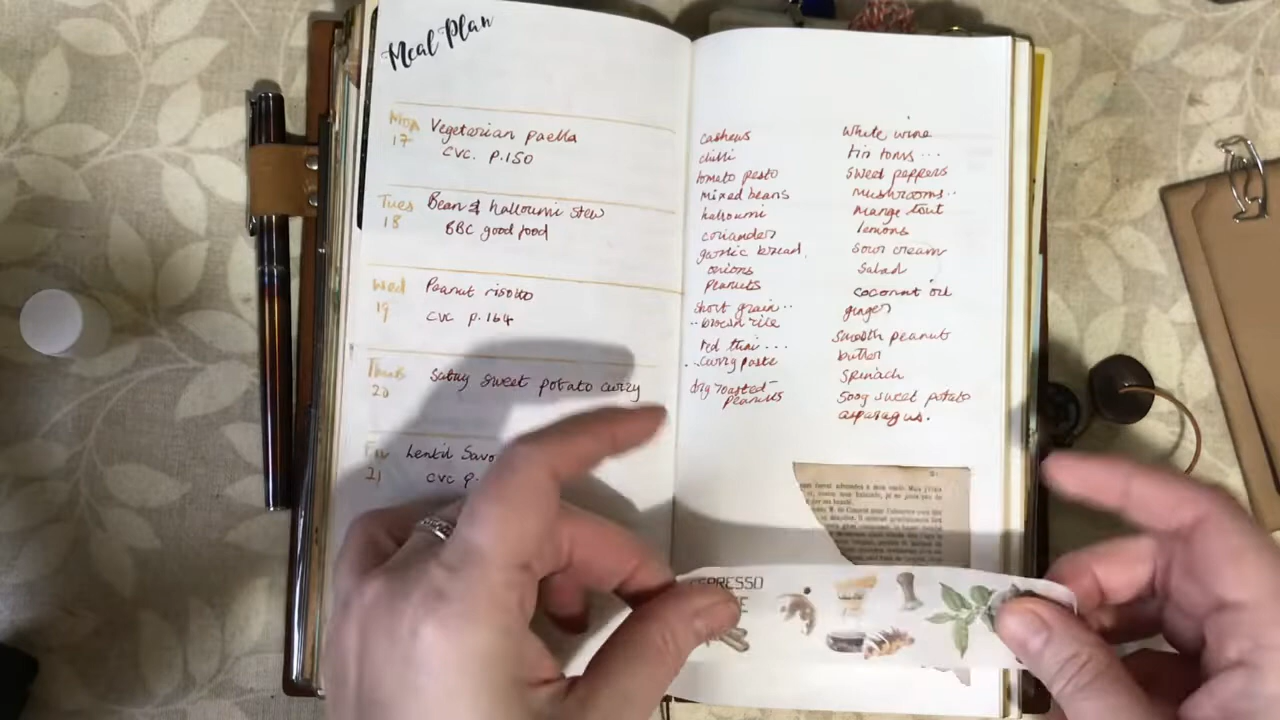 Meal Plan
Mon
17
Vegetarian paella
CVC. P.150
Tues
18
Bean & halloumi stew
BBC good food
Wed
19
Peanut risotto
CVC P.164
Thurs
20
Satay sweet potato curry
Fri
21
Lentil Savo
CVC P.
cashews
chilli
tomato pesto
mixed beans
halloumi
coriander
garlic bread,
onions
peanuts
short grain..
..brown rice
red thai....
..curry paste
dry roasted-
peanuts
white wine
tin toms ...
sweet peppers
mushrooms..
mange tout
lemons
sour cream
salad
coconut oil
ginger
smooth peanut
butter
spinach
500g sweet potato
asparagus.
ESPRESSO